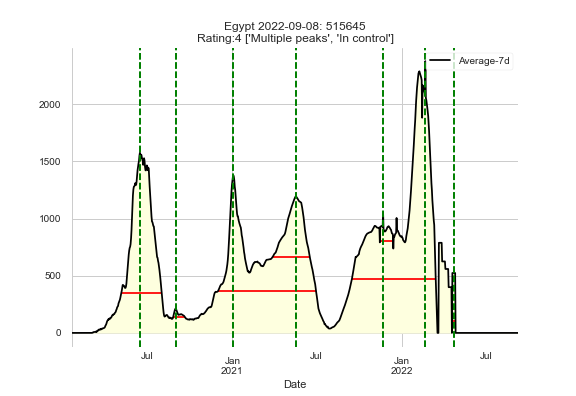 Egypt 2022-09-08: 515645
Rating:4 ['Multiple peaks', 'In control']
Average-7d
2500
2000
1500
1000
500
0
Jul
Jan
2021
Jul
Jan
2022
Jul
Date